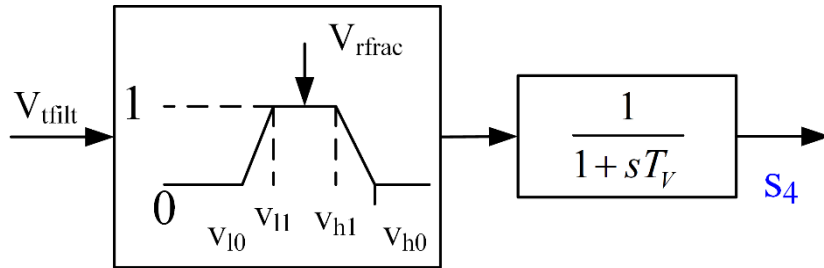 V_rfrac
V_tfilt
1
0
v_l0
v_l1
v_h1
v_h0
1
1 + sT_V
s_4